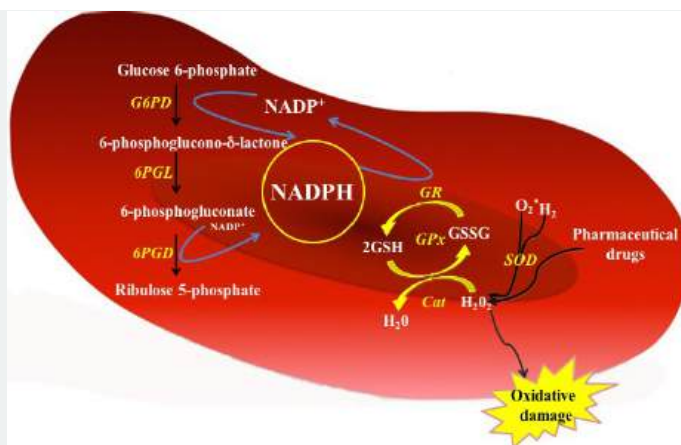 Glucose 6-phosphate
G6PD
NADP+
6-phosphoglucono-δ-lactone
6PGL
NADPH
6-phosphogluconate
NADP+
6PGD
Ribulose 5-phosphate
GR
2GSH
GPx
GSSG
Cat
H20
H202
O2*H2
SOD
Pharmaceutical
drugs
Oxidative
damage